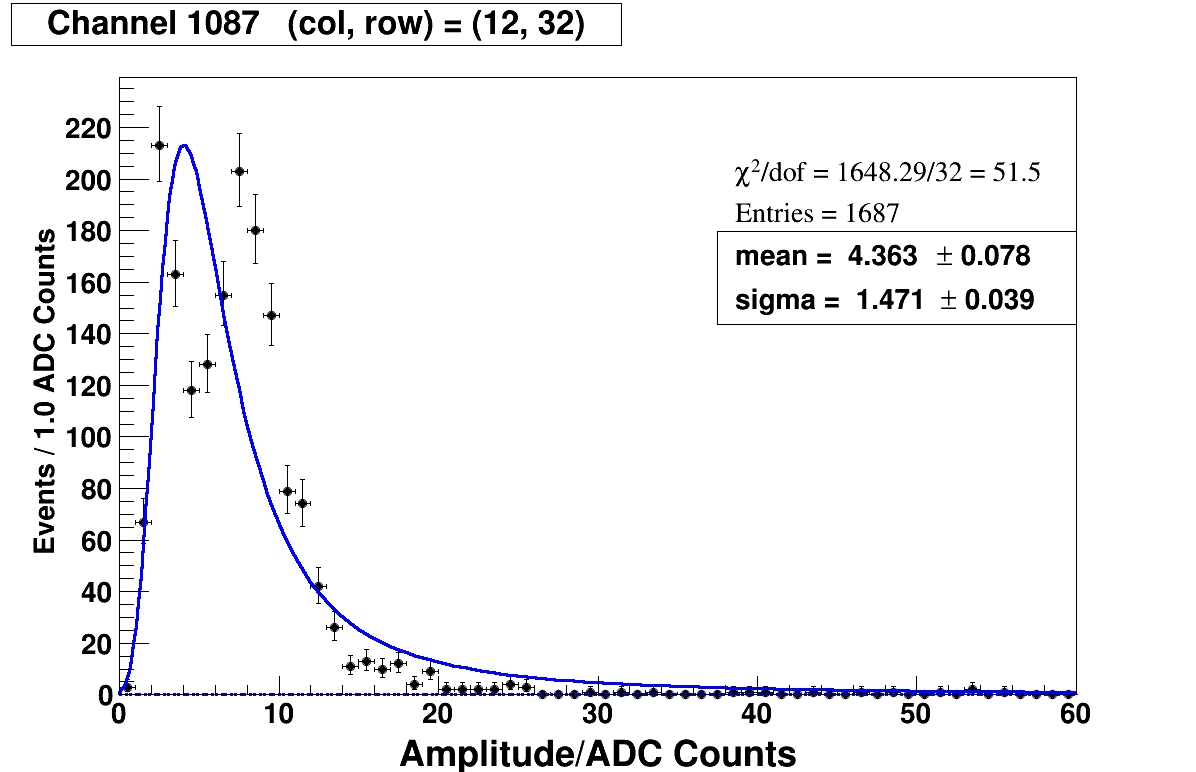 Channel 1087 (col, row) = (12, 32)
χ²/dof = 1648.29/32 = 51.5
Entries = 1687
mean = 4.363 ± 0.078
sigma = 1.471 ± 0.039
Events / 1.0 ADC Counts
220
200
180
160
140
120
100
80
60
40
20
0
0 10 20 30 40 50 60
Amplitude/ADC Counts